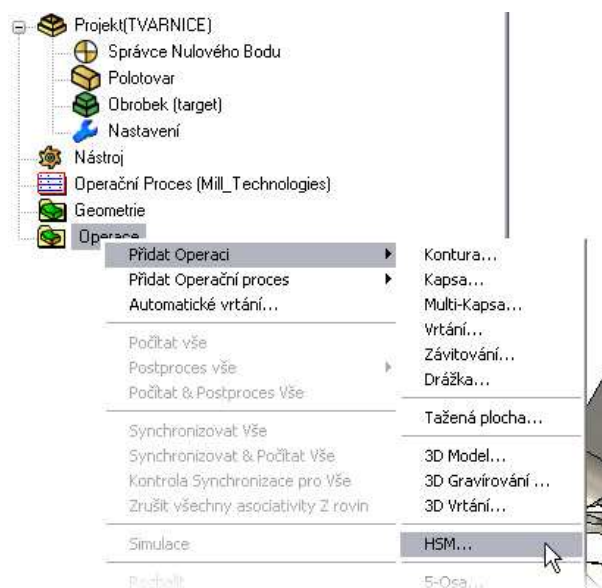 Projekt(TVARNICE)
Správce Nulového Bodu
Polotovar
Obrobek (target)
Nastavení
Nástroj
Operační Proces (Mill_Technologies)
Geometrie
Operace
Přidat Operaci
Přidat Operační proces
Automatické vrtání...
Počítat vše
Postproces vše
Počítat & Postproces Vše
Synchronizovat Vše
Synchronizovat & Počítat Vše
Kontrola Synchronizace pro Vše
Zrušit všechny asociativity Z rovin
Simulace
Rozbalit
Kontura...
Kapsa...
Multi-Kapsa...
Vrtání...
Závitování...
Drážka...
Tažená plocha...
3D Model...
3D Gravírování ...
3D Vrtání...
HSM...
5-Osa...